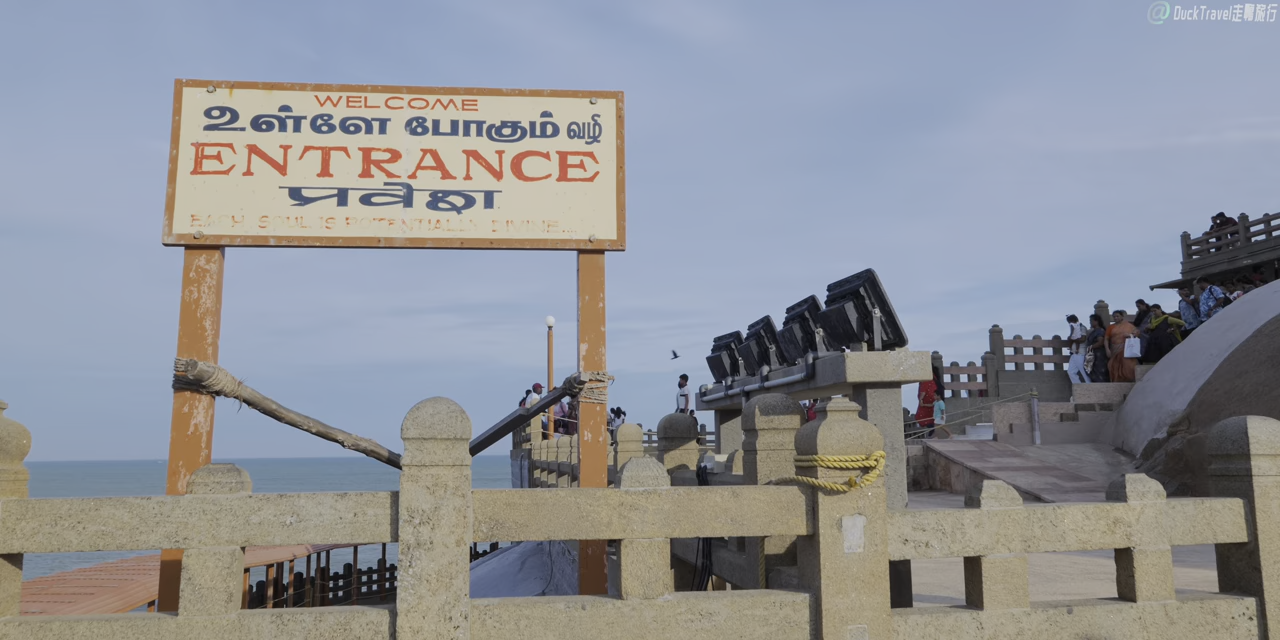 @DuckTravel走鴨旅行
WELCOME
உள்ளே போகும் வழி
ENTRANCE
प्रवेश
EACH SOUL IS POTENTIALLY DIVINE...